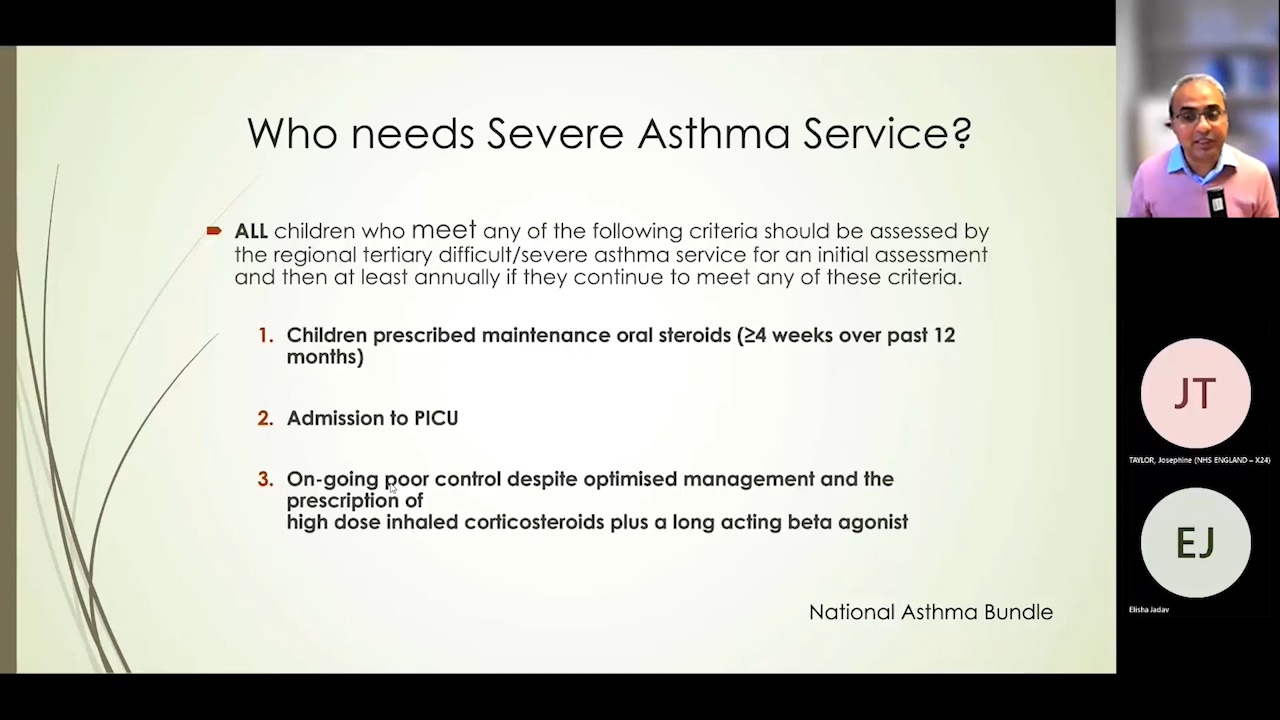 Who needs Severe Asthma Service?
ALL children who meet any of the following criteria should be assessed by
the regional tertiary difficult/severe asthma service for an initial assessment
and then at least annually if they continue to meet any of these criteria.
1. Children prescribed maintenance oral steroids (≥4 weeks over past 12
months)
2. Admission to PICU
3. On-going poor control despite optimised management and the
prescription of
high dose inhaled corticosteroids plus a long acting beta agonist
National Asthma Bundle
JT
TAYLOR, Josephine (NHS ENGLAND – X24)
EJ
Elisha Jadav